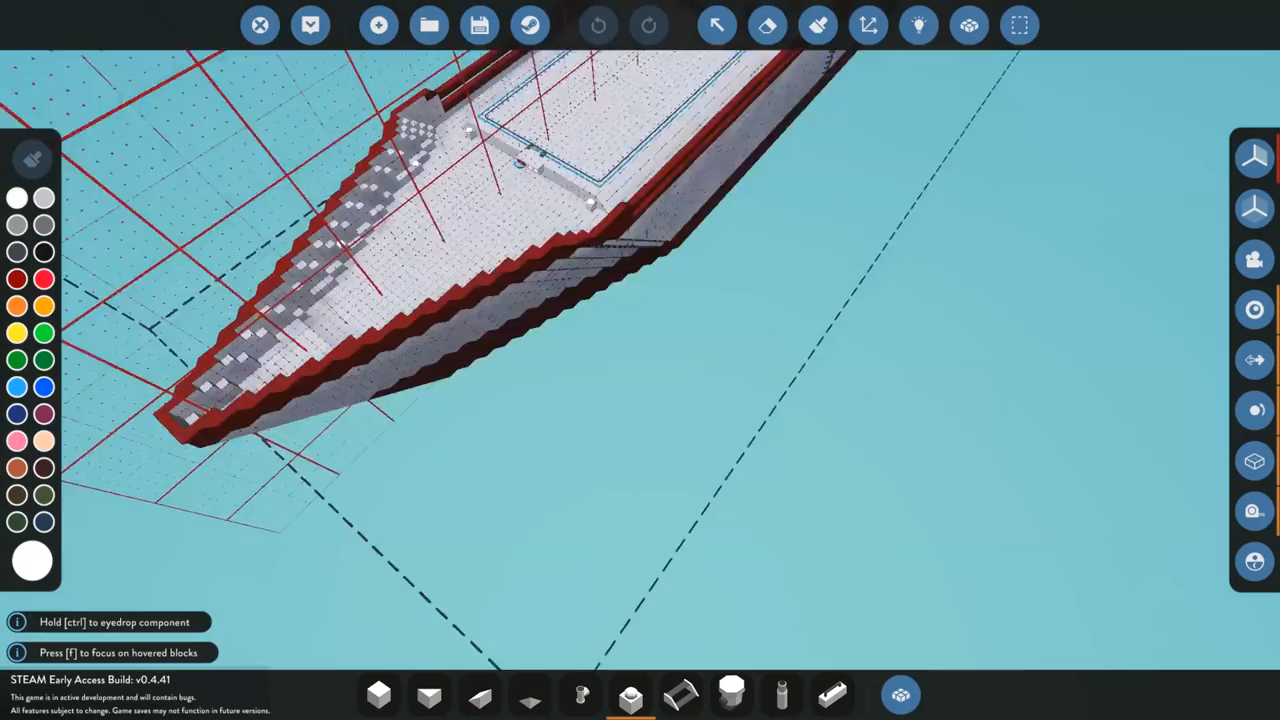 Hold [ctrl] to eyedrop component
Press [f] to focus on hovered blocks
STEAM Early Access Build: v0.4.41
This game is in active development and will contain bugs.
All features subject to change. Game saves may not function in future versions.